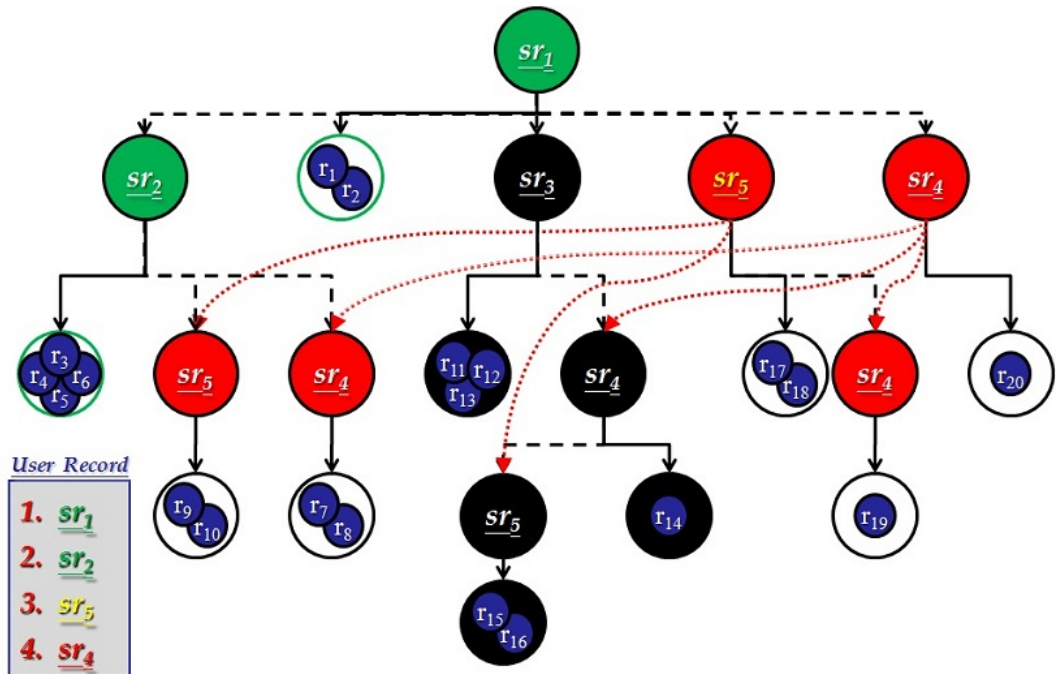 sr1
sr2
r1
r2
sr3
sr5
sr4
r3
r4
r6
r5
sr5
sr4
r11
r12
r13
sr4
r17
r18
sr4
r20
User Record
1. sr1
2. sr2
3. sr5
4. sr4
r9
r10
r7
r8
sr5
r14
r19
r15
r16